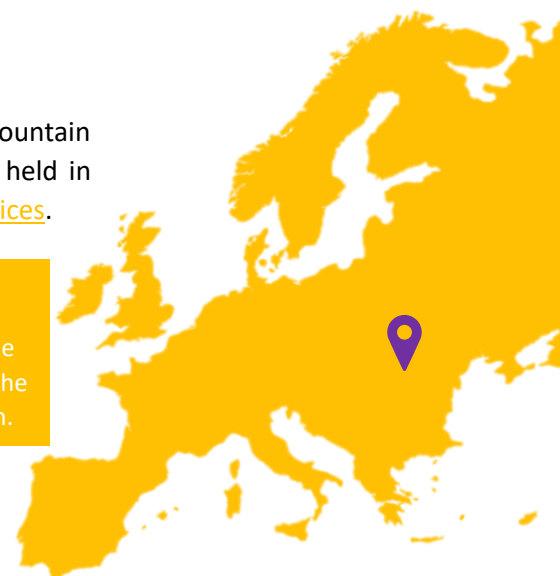 ountain
held in
ices.
e
he
n.